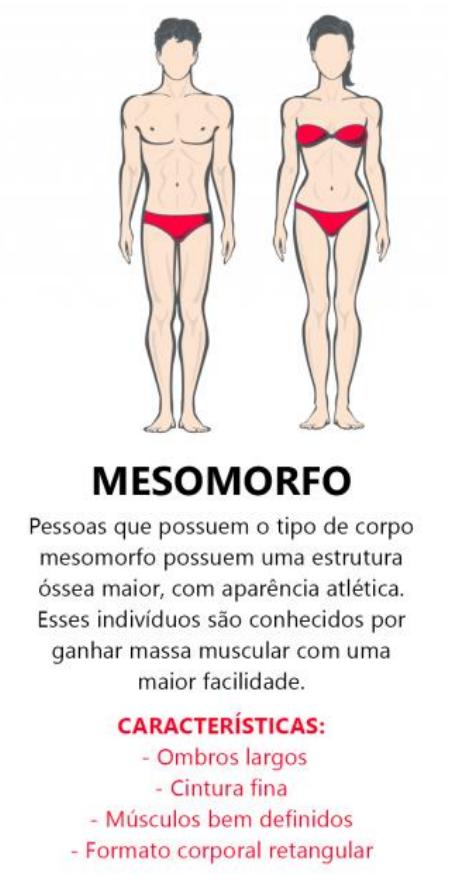 MESOMORFO
Pessoas que possuem o tipo de corpo
mesomorfo possuem uma estrutura
óssea maior, com aparência atlética.
Esses indivíduos são conhecidos por
ganhar massa muscular com uma
maior facilidade.
CARACTERÍSTICAS:
- Ombros largos
- Cintura fina
- Músculos bem definidos
- Formato corporal retangular